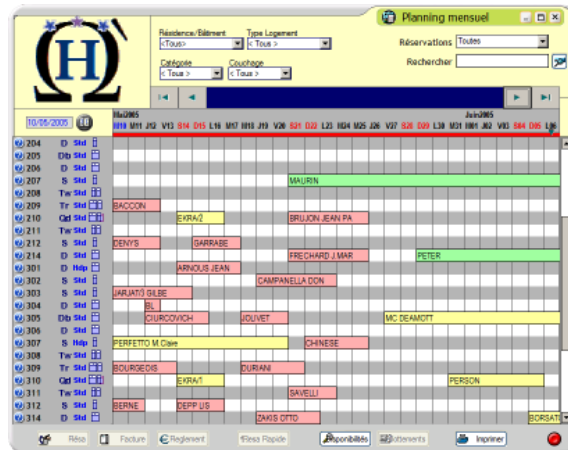 Planning mensuel
H
Résidence/Bâtiment Type Logement
<Tous> < Tous >
Réservations Toutes
Catégorie Couchage
< Tous > < Tous >
Rechercher
Mai2005 Juin2005
10/05/2005
M10 M11 J12 V13 S14 D15 L16 M17 M18 J19 V20 S21 D22 L23 M24 M25 J26 V27 S28 D29 L30 M31 M01 J02 V03 S04 D05 L06
204 D Std
205 Db Std
206 D Std
207 S Std MAURIN
208 Tw Std
209 Tr Std BACCON
210 Qd Std EKRA/2 BRUJON JEAN PA
211 Tw Std
212 S Std DENYS GARRABE
214 D Std FRECHARD J.MAR PETER
301 D Hdp ARNOUS JEAN
302 S Std CAMPANELLA DON
303 S Std JARJAT/3 GILBE
304 D Std BL
305 Db Std CIURCOVICH JOLIVET MC DEAMOTT
306 D Std
307 S Hdp PERFETTO M.Claire CHINESE
308 Tw Std
309 Tr Std BOURGEOIS DURIANI
310 Qd Std EKRA/1 PERSON
311 Tw Std SAVELLI
312 S Std BERNE DEPP LIS
314 D Std ZAKIS OTTO BORSATI
Résa Facture Reglement Resa Rapide Disponibilités Imprimer